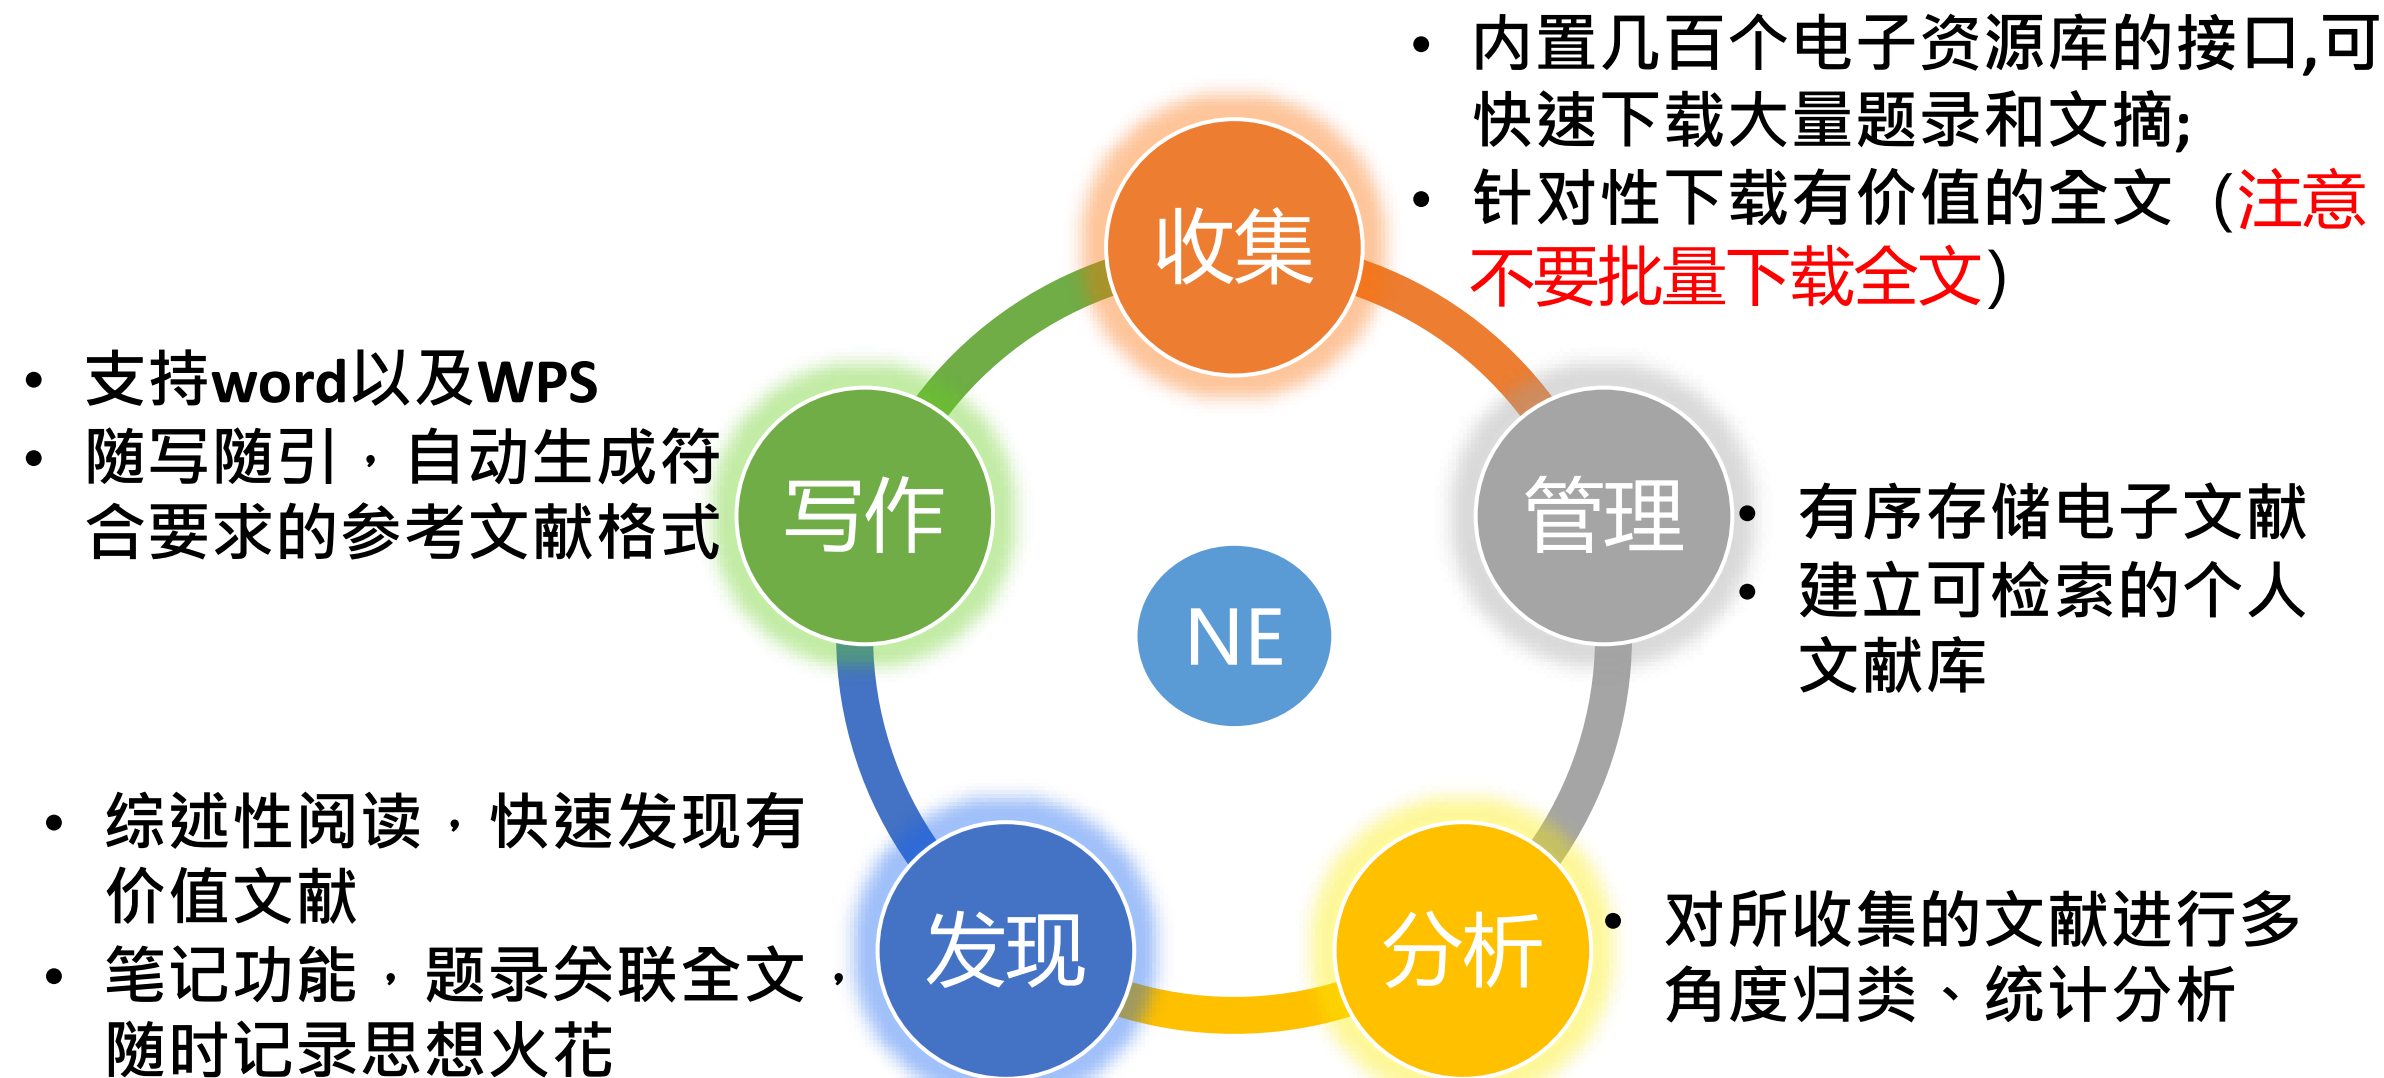 • 内置几百个电子资源库的接口,可
快速下载大量题录和文摘;
• 针对性下载有价值的全文（注意
不要批量下载全文）
收集
• 支持word以及WPS
• 随写随引，自动生成符
合要求的参考文献格式
写作
管理
• 有序存储电子文献
• 建立可检索的个人
文献库
NE
• 综述性阅读，快速发现有
价值文献
• 笔记功能，题录关联全文，
随时记录思想火花
发现
分析
• 对所收集的文献进行多
角度归类、统计分析